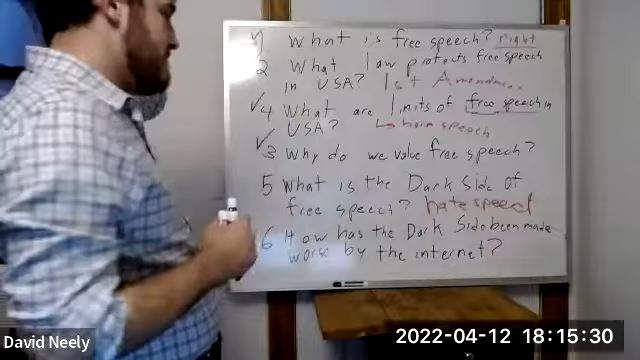 1 What is free speech? right
2 What law protects free speech
in USA? 1st Amendment
✓4 What are limits of free speech in
USA? ↳ harm speech
✓3 Why do we value free speech?
5 What is the Dark Side of
free speech? hate speech
6 How has the Dark Side been made
worse by the internet?
David Neely
2022-04-12 18:15:30